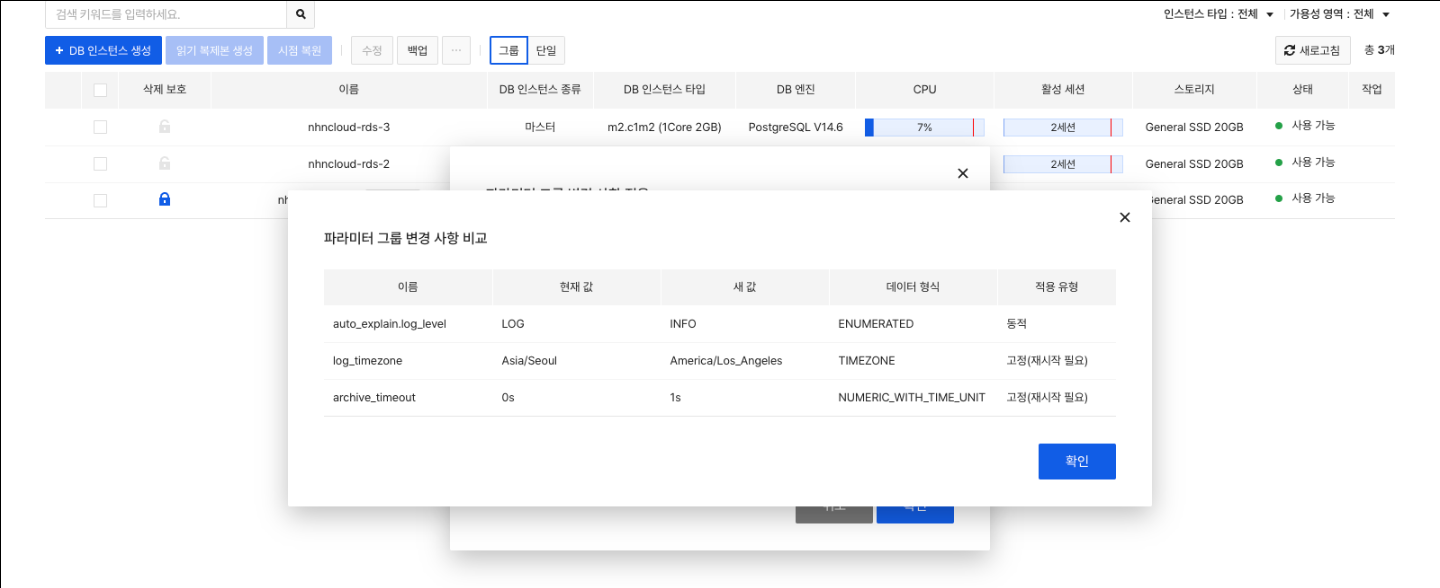 검색 키워드를 입력하세요.
인스턴스 타입 : 전체 가용성 영역 : 전체
+ DB 인스턴스 생성 읽기 복제본 생성 시점 복원 수정 백업 ... 그룹 단일 새로고침 총 3개
삭제 보호 이름 DB 인스턴스 종류 DB 인스턴스 타입 DB 엔진 CPU 활성 세션 스토리지 상태 작업
nhncloud-rds-3 마스터 m2.c1m2 (1Core 2GB) PostgreSQL V14.6 7% 2세션 General SSD 20GB 사용 가능
nhncloud-rds-2 2세션 General SSD 20GB 사용 가능
General SSD 20GB 사용 가능
파라미터 그룹 변경 사항 비교
이름 현재 값 새 값 데이터 형식 적용 유형
auto_explain.log_level LOG INFO ENUMERATED 동적
log_timezone Asia/Seoul America/Los_Angeles TIMEZONE 고정(재시작 필요)
archive_timeout 0s 1s NUMERIC_WITH_TIME_UNIT 고정(재시작 필요)
확인